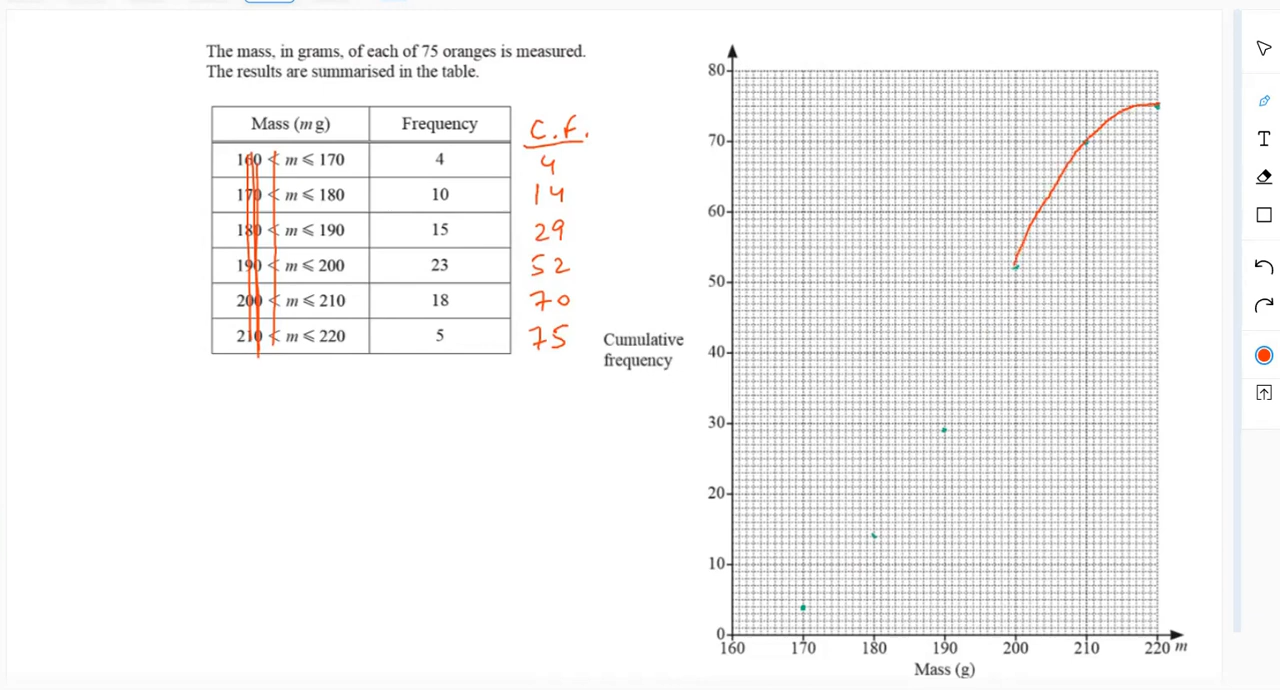 The mass, in grams, of each of 75 oranges is measured.
The results are summarised in the table.
Mass (m g) Frequency C.F.
160 < m ⩽ 170 4 4
170 < m ⩽ 180 10 14
180 < m ⩽ 190 15 29
190 < m ⩽ 200 23 52
200 < m ⩽ 210 18 70
210 < m ⩽ 220 5 75
Cumulative
frequency
80
70
60
50
40
30
20
10
0
160 170 180 190 200 210 220 m
Mass (g)
T